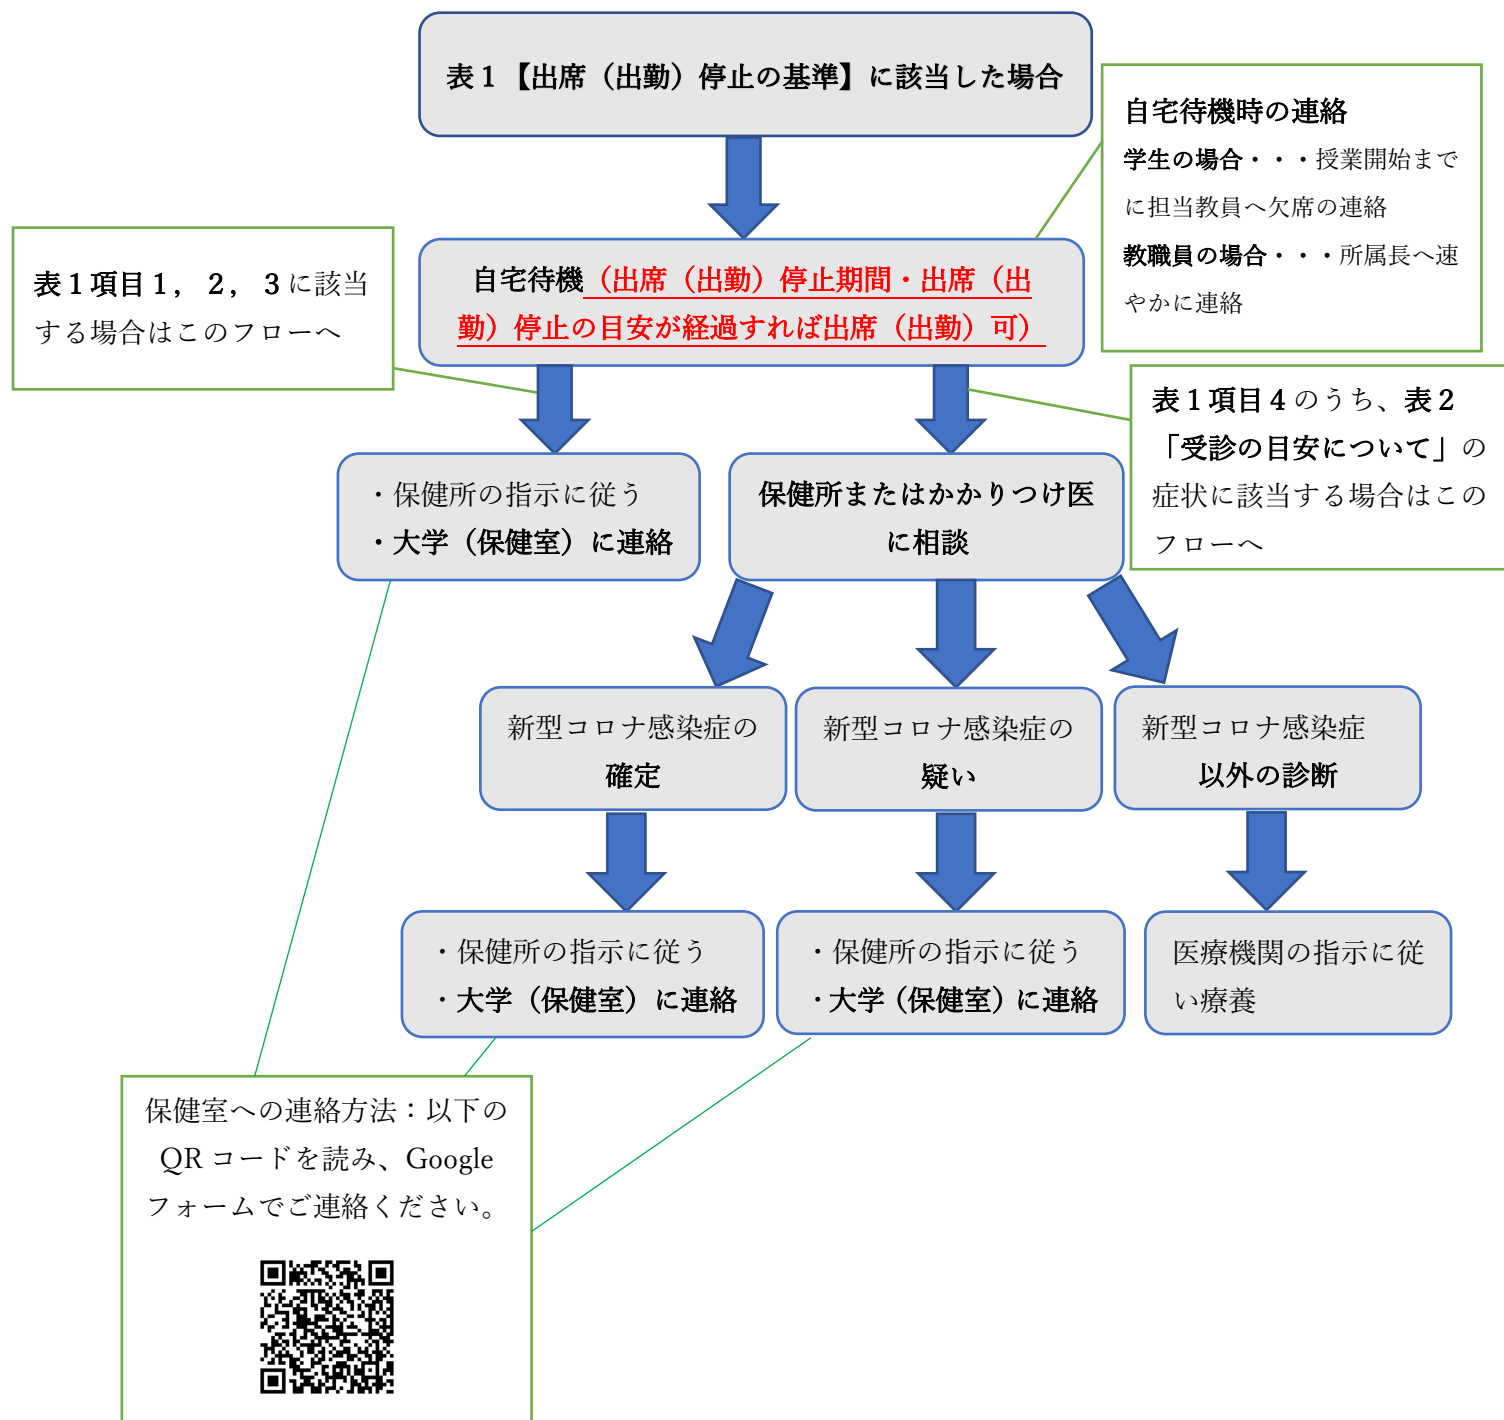 表１【出席（出勤）停止の基準】に該当した場合
自宅待機時の連絡
学生の場合・・・授業開始まで
に担当教員へ欠席の連絡
教職員の場合・・・所属長へ速
やかに連絡
自宅待機（出席（出勤）停止期間・出席（出
勤）停止の目安が経過すれば出席（出勤）可）
表１項目１，２，３に該当
する場合はこのフローへ
表１項目４のうち、表２
「受診の目安について」の
症状に該当する場合はこの
フローへ
・保健所の指示に従う
・大学（保健室）に連絡
保健所またはかかりつけ医
に相談
新型コロナ感染症の
確定
新型コロナ感染症の
疑い
新型コロナ感染症
以外の診断
・保健所の指示に従う
・大学（保健室）に連絡
・保健所の指示に従う
・大学（保健室）に連絡
医療機関の指示に従
い療養
保健室への連絡方法：以下の
QR コードを読み、Google
フォームでご連絡ください。